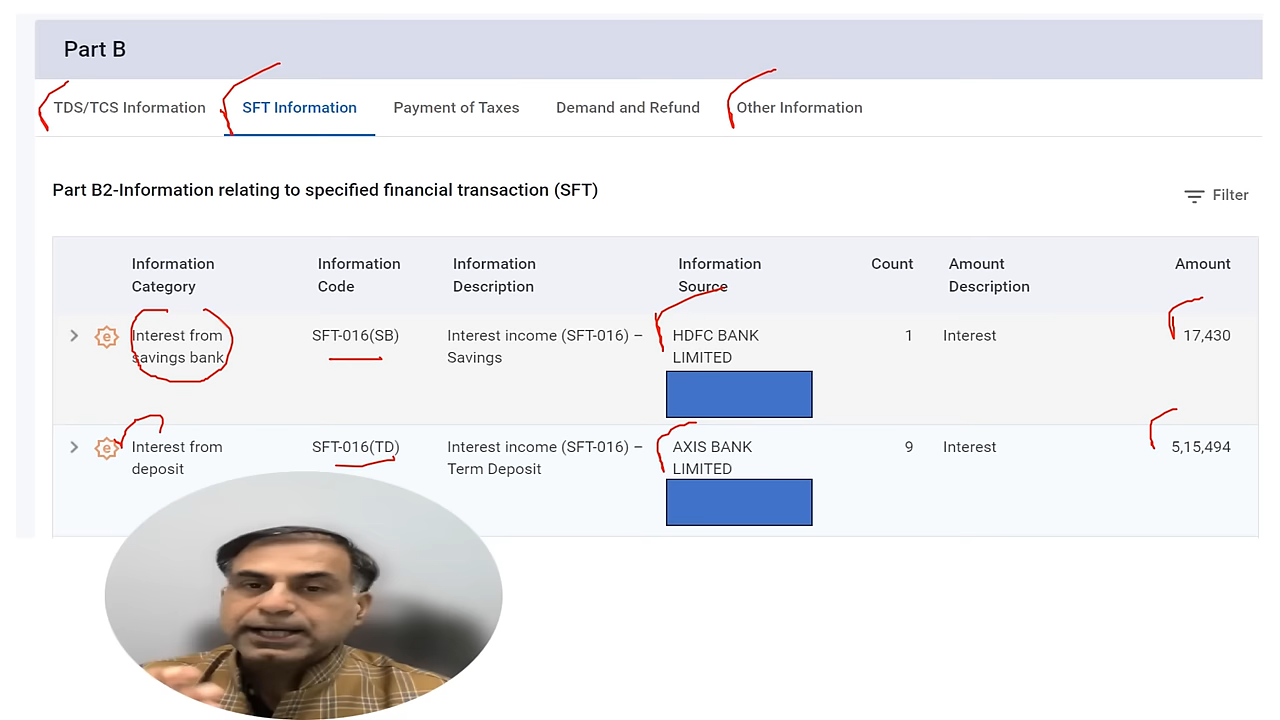 Part B
TDS/TCS Information SFT Information Payment of Taxes Demand and Refund Other Information
Part B2-Information relating to specified financial transaction (SFT)
Filter
Information Category Information Code Information Description Information Source Count Amount Description Amount
Interest from savings bank SFT-016(SB) Interest income (SFT-016) – Savings HDFC BANK LIMITED 1 Interest 17,430
Interest from deposit SFT-016(TD) Interest income (SFT-016) – Term Deposit AXIS BANK LIMITED 9 Interest 5,15,494